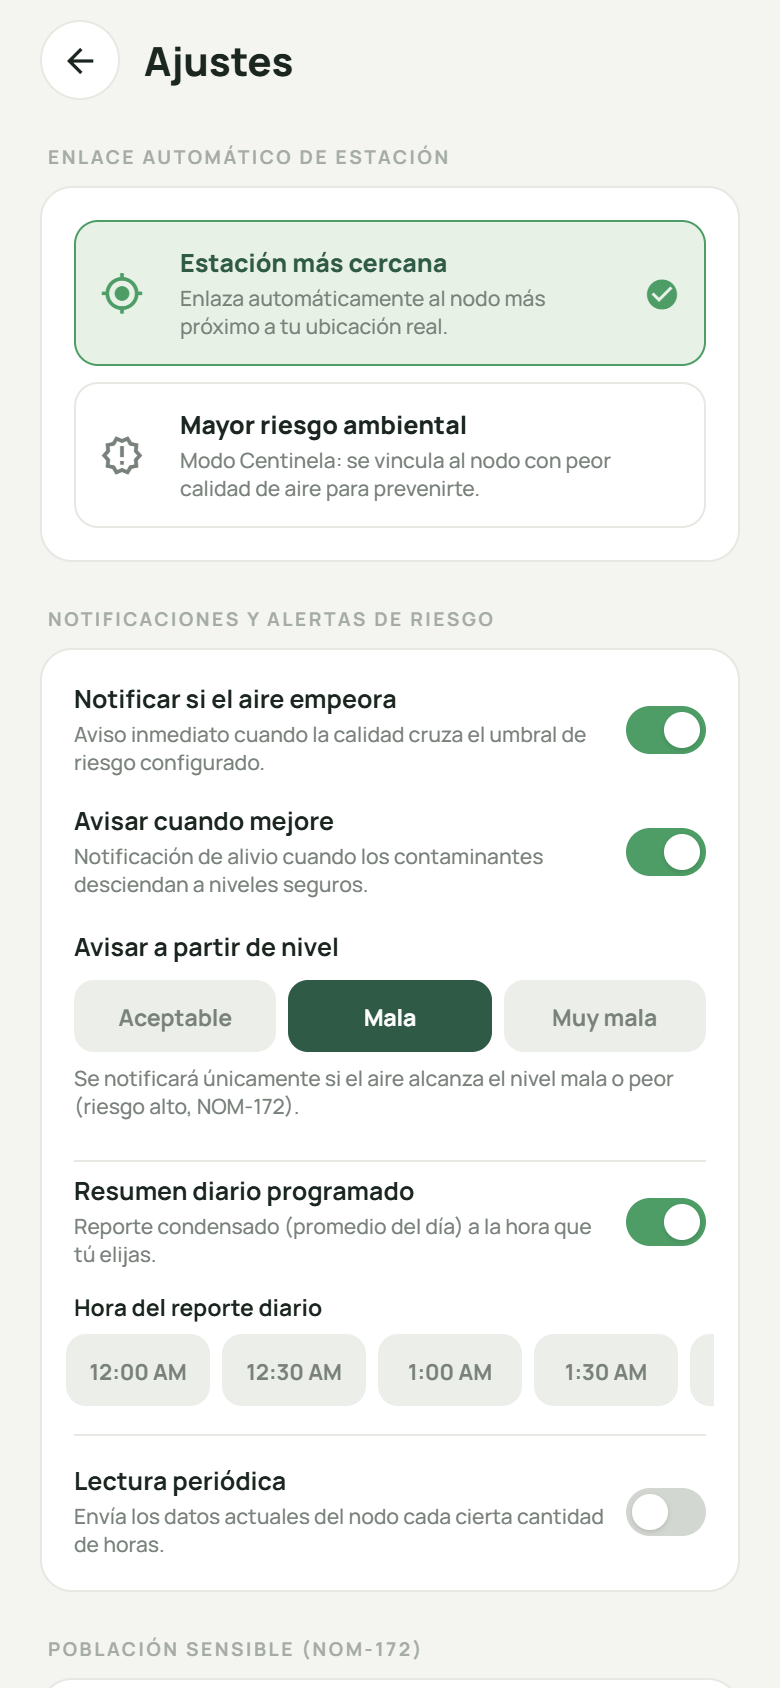 Ajustes
ENLACE AUTOMÁTICO DE ESTACIÓN
Estación más cercana
Enlaza automáticamente al nodo más
próximo a tu ubicación real.
Mayor riesgo ambiental
Modo Centinela: se vincula al nodo con peor
calidad de aire para prevenirte.
NOTIFICACIONES Y ALERTAS DE RIESGO
Notificar si el aire empeora
Aviso inmediato cuando la calidad cruza el umbral de
riesgo configurado.
Avisar cuando mejore
Notificación de alivio cuando los contaminantes
desciendan a niveles seguros.
Avisar a partir de nivel
Aceptable Mala Muy mala
Se notificará únicamente si el aire alcanza el nivel mala o peor
(riesgo alto, NOM-172).
Resumen diario programado
Reporte condensado (promedio del día) a la hora que
tú elijas.
Hora del reporte diario
12:00 AM 12:30 AM 1:00 AM 1:30 AM
Lectura periódica
Envía los datos actuales del nodo cada cierta cantidad
de horas.
POBLACIÓN SENSIBLE (NOM-172)